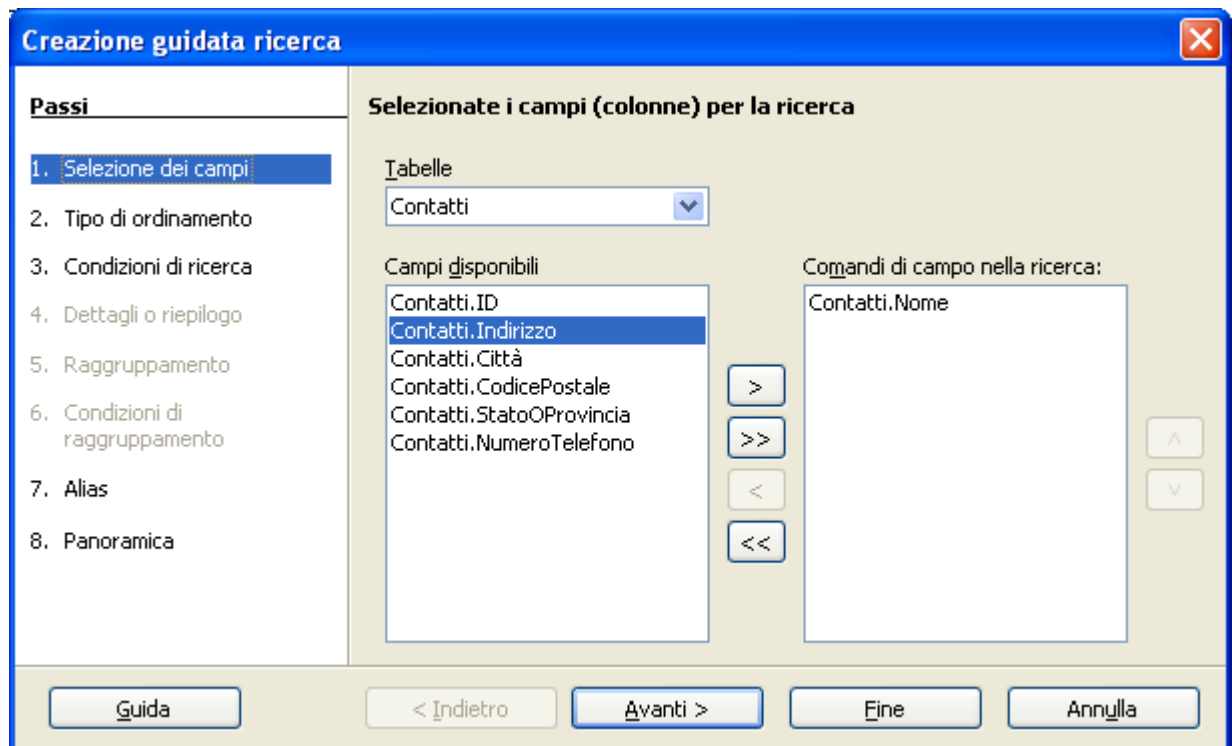 Creazione guidata ricerca
Passi
1. Selezione dei campi
2. Tipo di ordinamento
3. Condizioni di ricerca
4. Dettagli o riepilogo
5. Raggruppamento
6. Condizioni di
raggruppamento
7. Alias
8. Panoramica
Selezionate i campi (colonne) per la ricerca
Tabelle
Contatti
Campi disponibili
Contatti.ID
Contatti.Indirizzo
Contatti.Città
Contatti.CodicePostale
Contatti.StatoOProvincia
Contatti.NumeroTelefono
>
>>
<
<<
Comandi di campo nella ricerca:
Contatti.Nome
Guida
< Indietro
Avanti >
Fine
Annulla